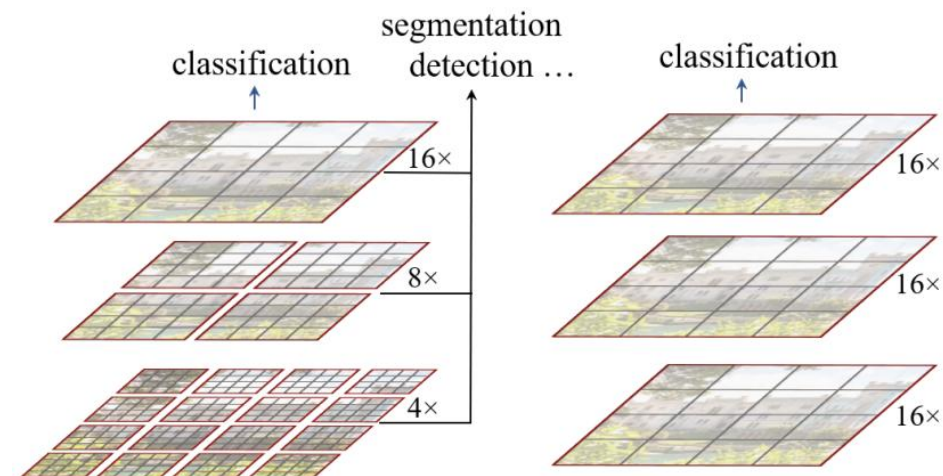 segmentation
detection …
classification
16×
8×
4×
classification
16×
16×
16×